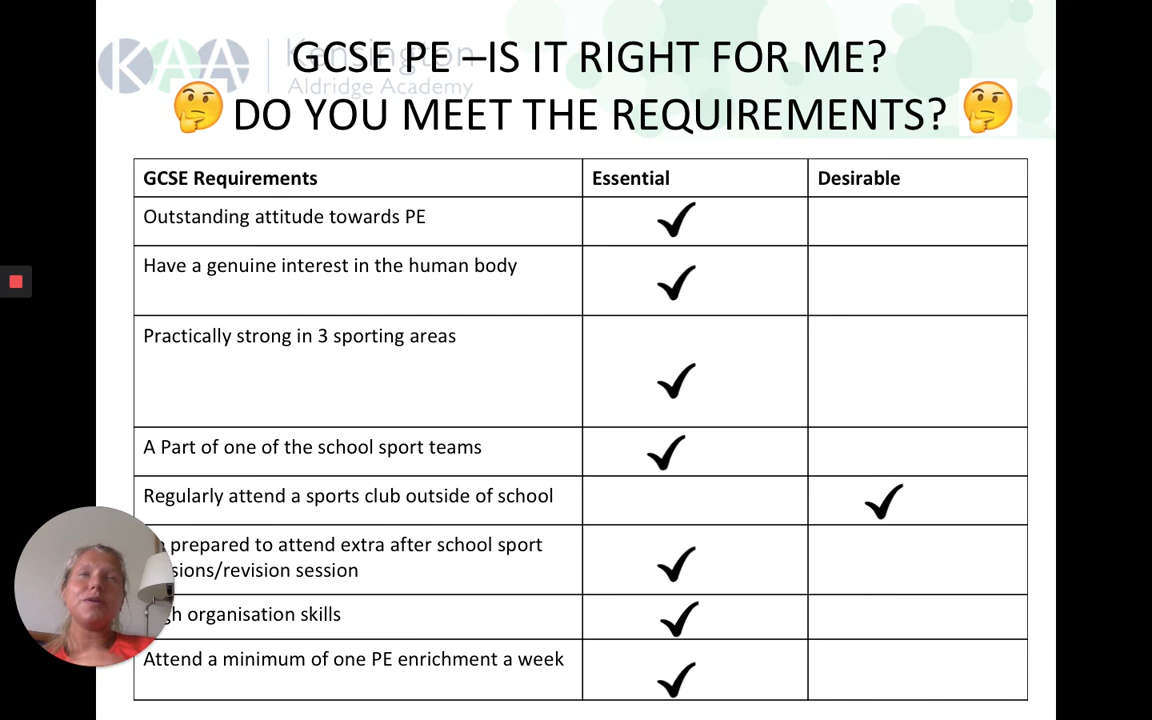 KAA
Kensington
Aldridge Academy
GCSE PE –IS IT RIGHT FOR ME?
DO YOU MEET THE REQUIREMENTS?
GCSE Requirements Essential Desirable
Outstanding attitude towards PE
Have a genuine interest in the human body
Practically strong in 3 sporting areas
A Part of one of the school sport teams
Regularly attend a sports club outside of school
prepared to attend extra after school sport
revision session
organisation skills
Attend a minimum of one PE enrichment a week